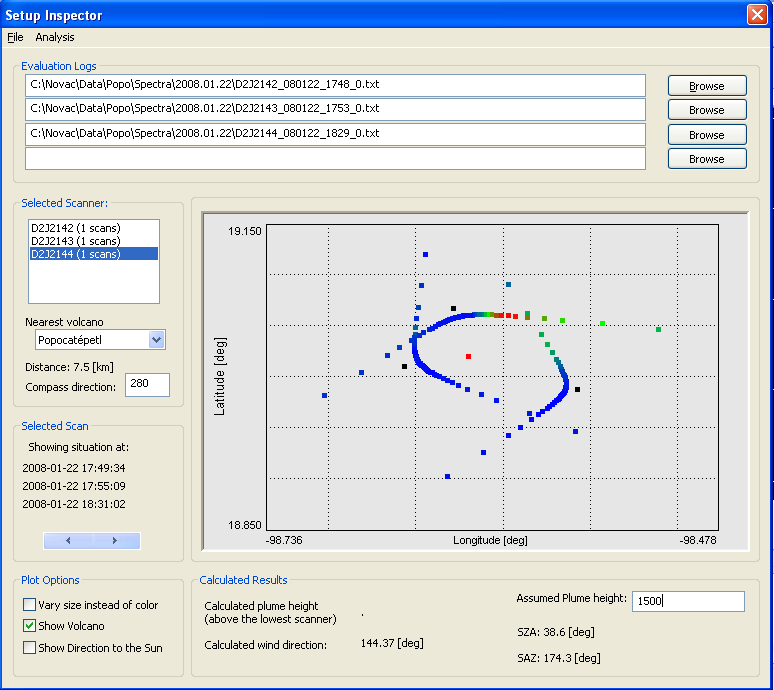 Setup Inspector
File Analysis
Evaluation Logs
C:\Novac\Data\Popo\Spectra\2008.01.22\D2J2142_080122_1748_0.txt Browse
C:\Novac\Data\Popo\Spectra\2008.01.22\D2J2143_080122_1753_0.txt Browse
C:\Novac\Data\Popo\Spectra\2008.01.22\D2J2144_080122_1829_0.txt Browse
Browse
Selected Scanner:
D2J2142 (1 scans)
D2J2143 (1 scans)
D2J2144 (1 scans)
Nearest volcano
Popocatépetl
Distance: 7.5 [km]
Compass direction: 280
Selected Scan
Showing situation at:
2008-01-22 17:49:34
2008-01-22 17:55:09
2008-01-22 18:31:02
19.150
Latitude [deg]
18.850
-98.736 Longitude [deg] -98.478
Plot Options
Vary size instead of color
Show Volcano
Show Direction to the Sun
Calculated Results
Calculated plume height
(above the lowest scanner) .
Calculated wind direction: 144.37 [deg]
Assumed Plume height: 1500
SZA: 38.6 [deg]
SAZ: 174.3 [deg]